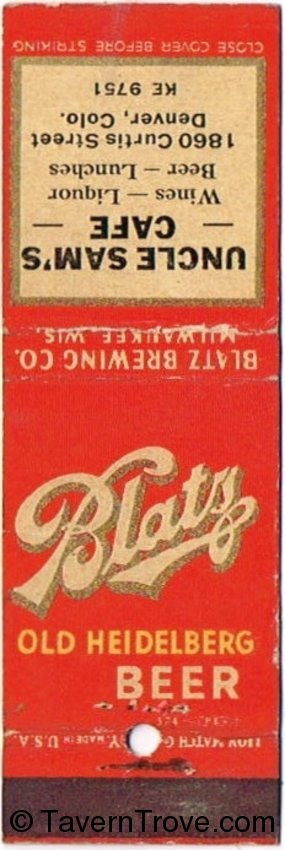 CLOSE COVER BEFORE STRIKING
UNCLE SAM'S
— CAFE —
Wines — Liquor
Beer — Lunches
1860 Curtis Street
Denver, Colo.
KE 9751
BLATZ BREWING CO.
MILWAUKEE, WIS.
Blatz
OLD HEIDELBERG
BEER
LION MATCH
MADE IN U.S.A.
© TavernTrove.com